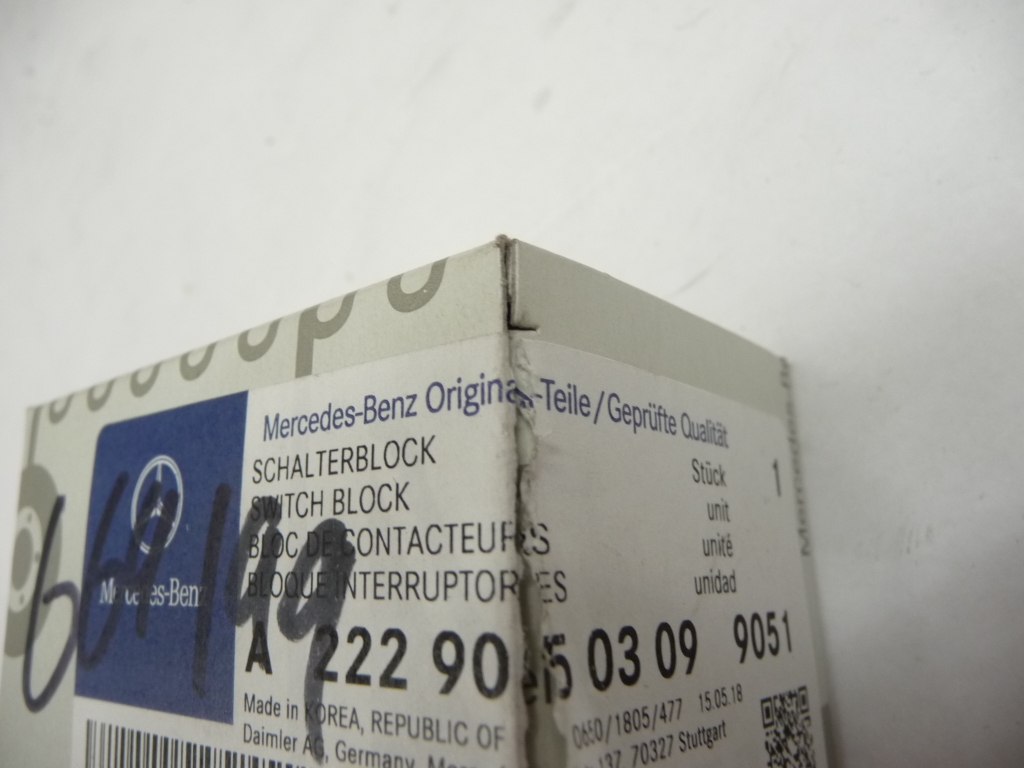 Mercedes-Benz Original-Teile/Geprüfte Qualität
SCHALTERBLOCK
Stück 1
SWITCH BLOCK
unit
BLOC DE CONTACTEURS
unité
BLOQUE INTERRUPTORES
unidad
Mercedes-Benz
A 222 905 03 09 9051
Made in KOREA, REPUBLIC OF
15.05.18
Daimler AG, Germany,
70327 Stuttgart